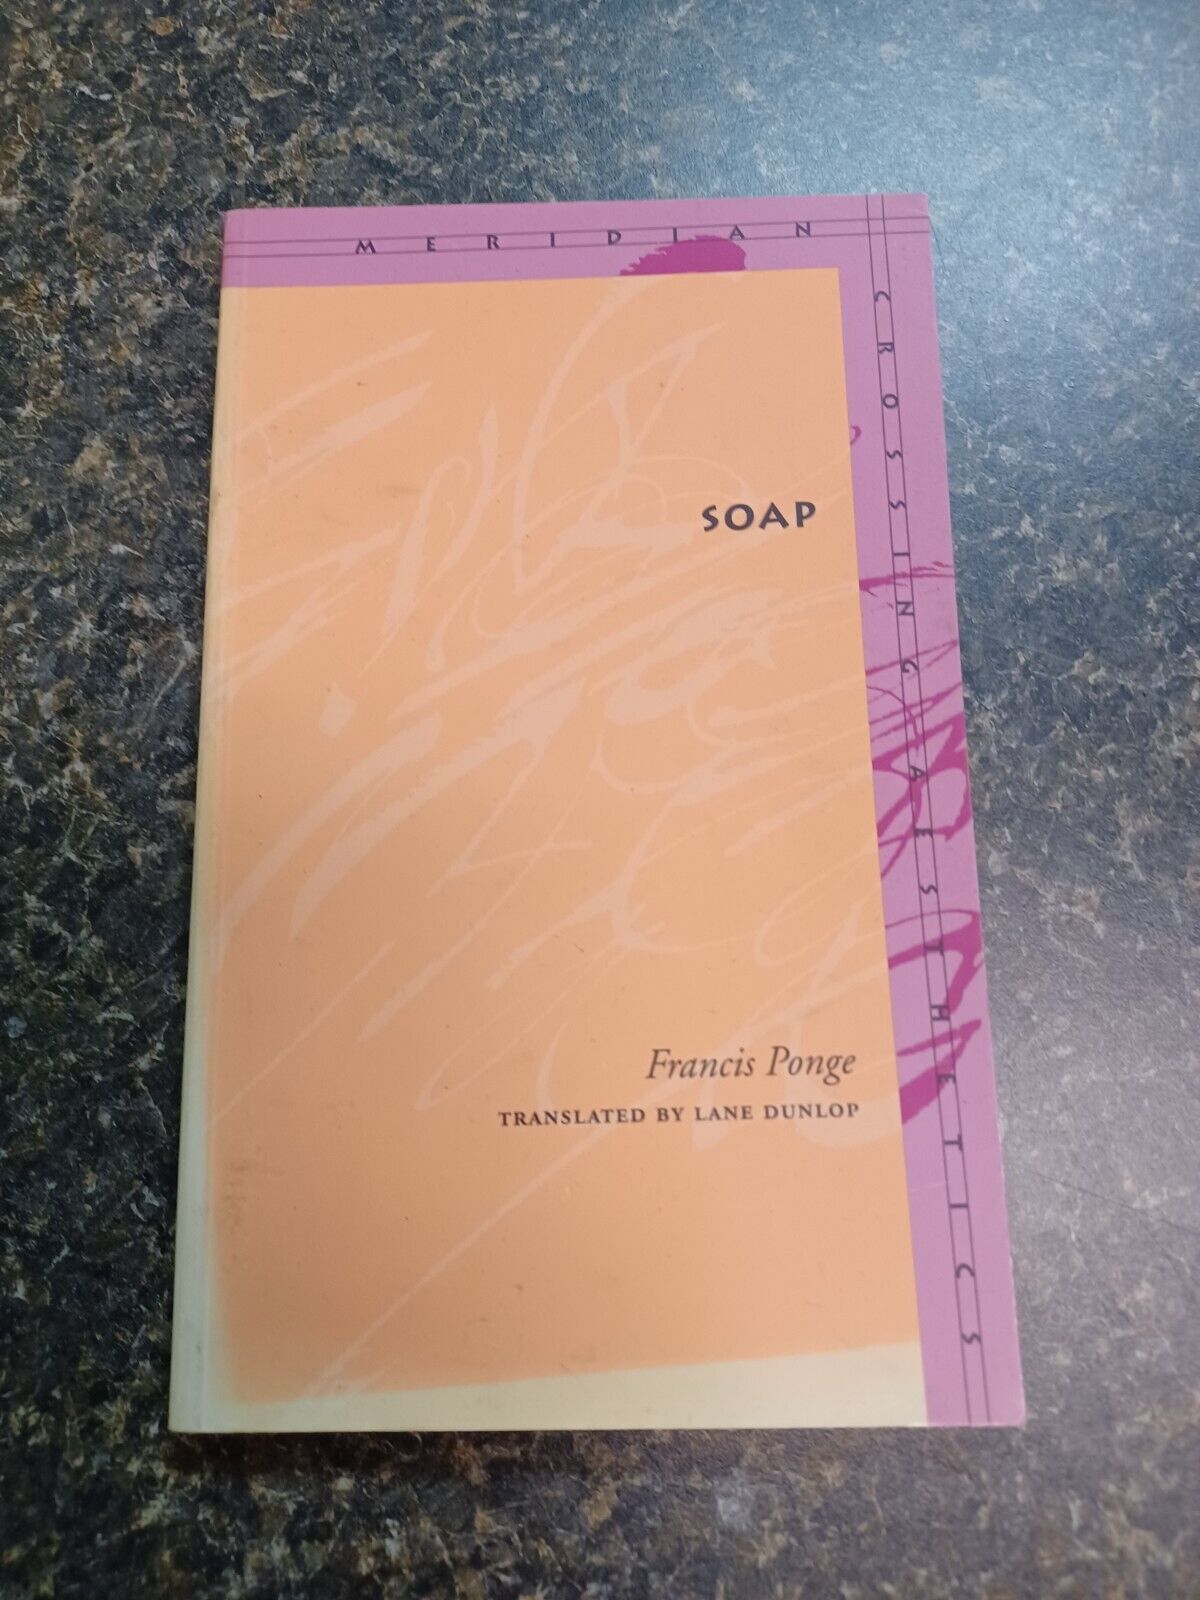 MERIDIAN
CROSSING AESTHETICS
SOAP
Francis Ponge
TRANSLATED BY LANE DUNLOP